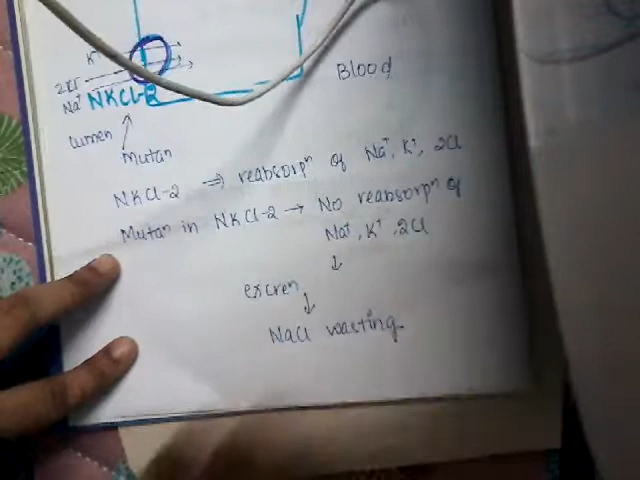 K⁺
2Cl⁻
Na⁺ NKCl-2
Blood
Lumen
Mutaⁿ
NKCl-2 ⇒ reabsorpⁿ of Na⁺, K⁺, 2Cl
Mutaⁿ in NKCl-2 → No reabsorpⁿ of
Na⁺, K⁺, 2Cl
↓
excreⁿ
↓
NaCl wasting